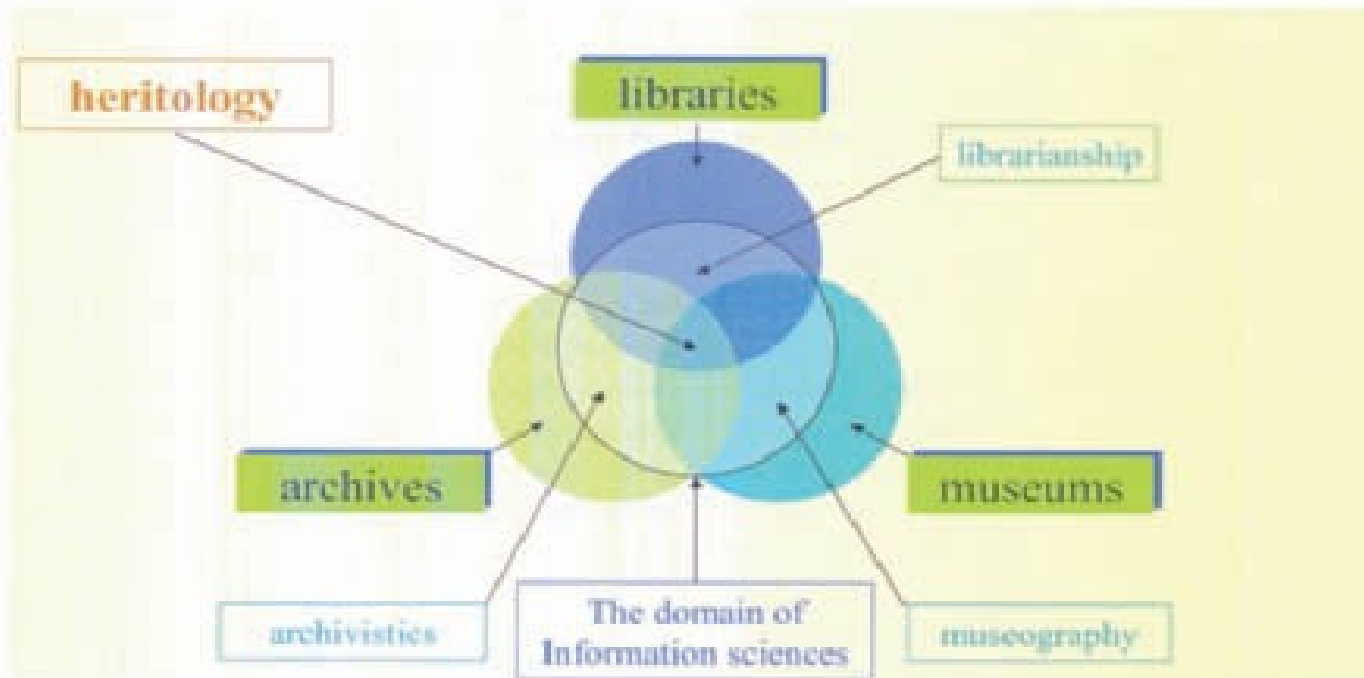 heritology
libraries
librarianship
archives
museums
archivistics
The domain of
Information sciences
museography